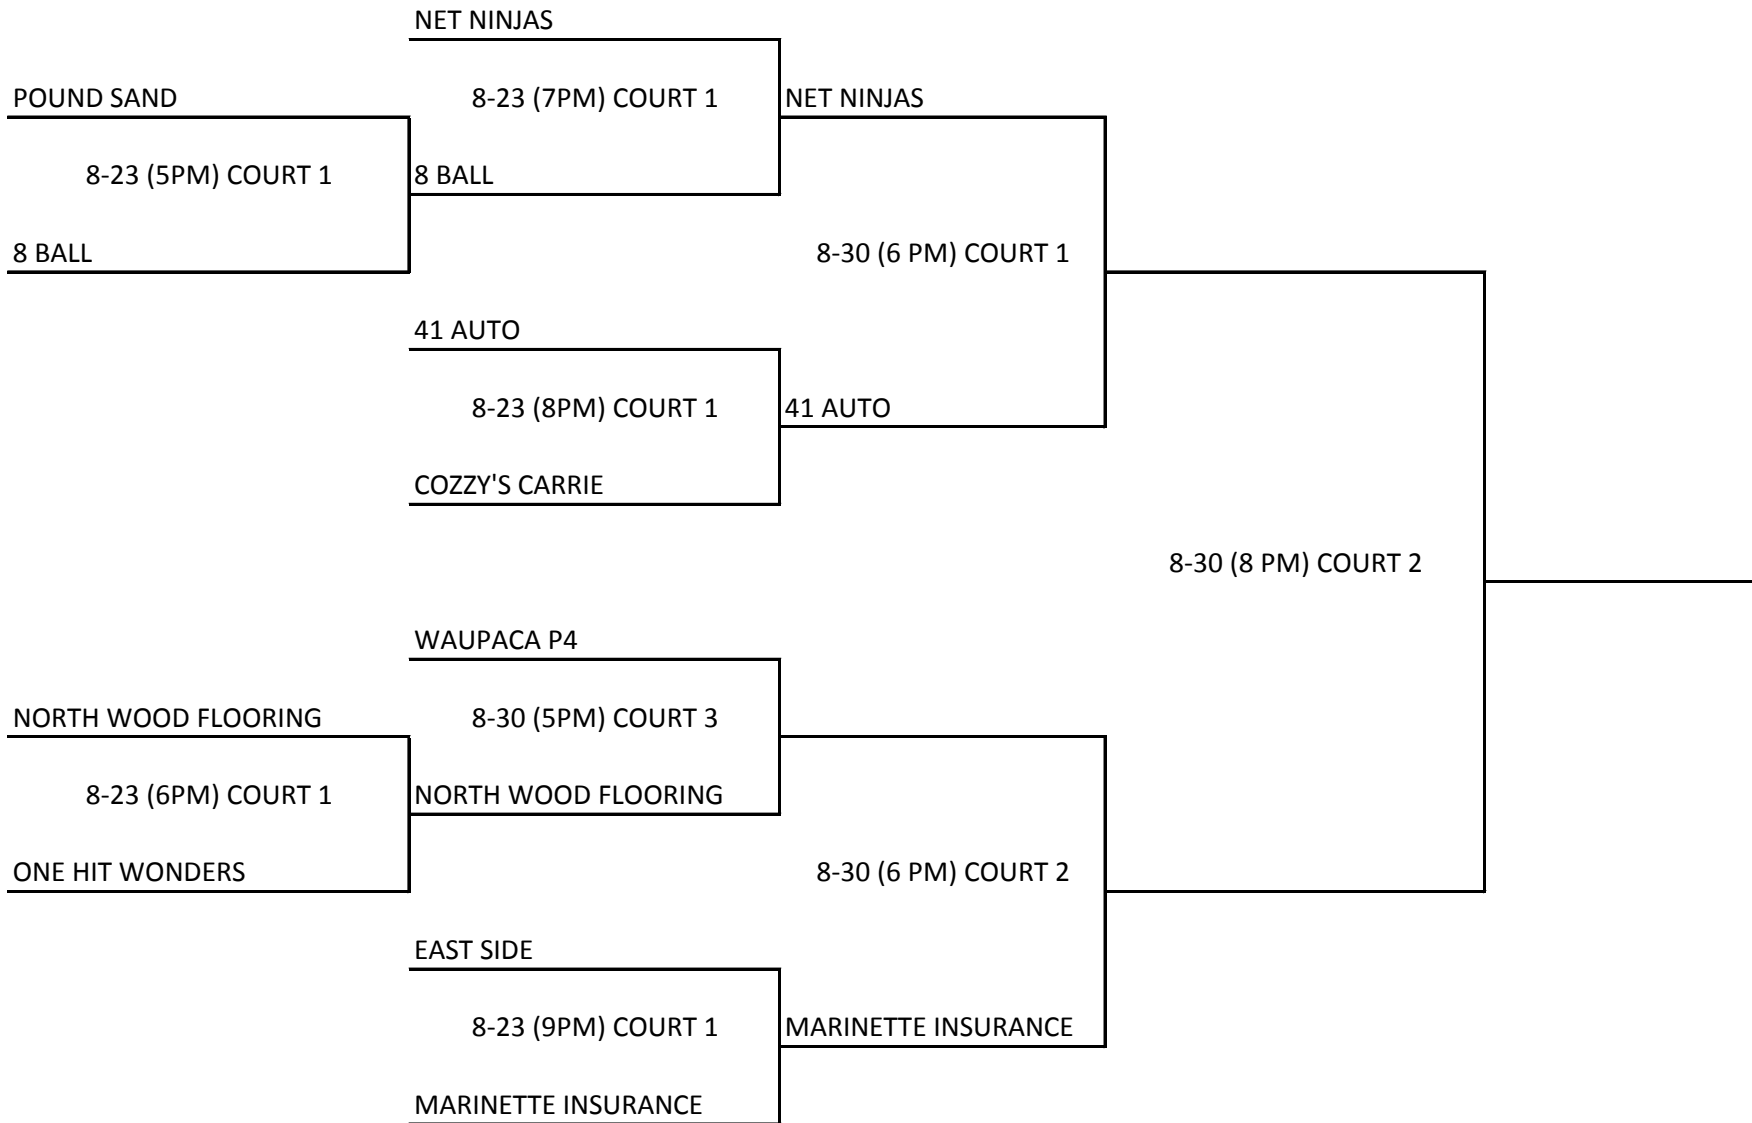 NET NINJAS
POUND SAND
8-23 (7PM) COURT 1
NET NINJAS
8-23 (5PM) COURT 1
8 BALL
8 BALL
8-30 (6 PM) COURT 1
41 AUTO
8-23 (8PM) COURT 1
41 AUTO
COZZY'S CARRIE
8-30 (8 PM) COURT 2
WAUPACA P4
NORTH WOOD FLOORING
8-30 (5PM) COURT 3
8-23 (6PM) COURT 1
NORTH WOOD FLOORING
ONE HIT WONDERS
8-30 (6 PM) COURT 2
EAST SIDE
8-23 (9PM) COURT 1
MARINETTE INSURANCE
MARINETTE INSURANCE